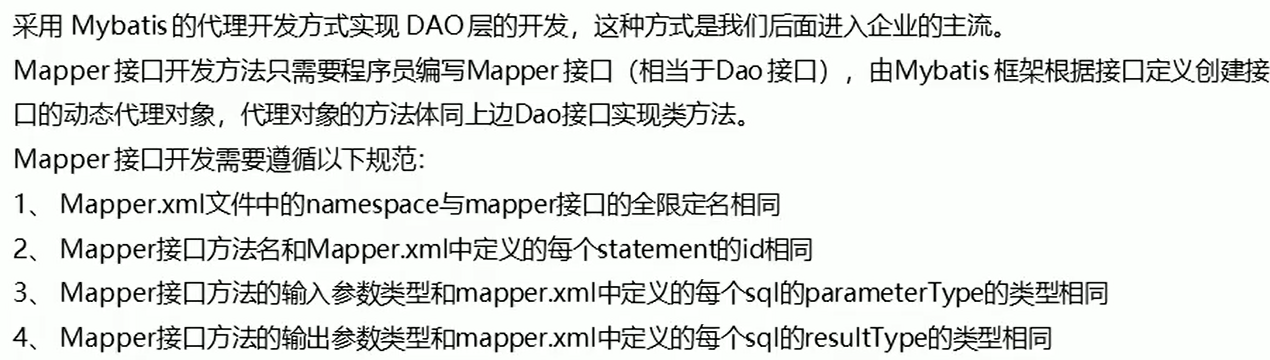 采用 Mybatis 的代理开发方式实现 DAO 层的开发，这种方式是我们后面进入企业的主流。
Mapper 接口开发方法只需要程序员编写Mapper 接口（相当于Dao 接口），由Mybatis 框架根据接口定义创建接
口的动态代理对象，代理对象的方法体同上边Dao接口实现类方法。
Mapper 接口开发需要遵循以下规范：
1、 Mapper.xml文件中的namespace与mapper接口的全限定名相同
2、 Mapper接口方法名和Mapper.xml中定义的每个statement的id相同
3、 Mapper接口方法的输入参数类型和mapper.xml中定义的每个sql的parameterType的类型相同
4、 Mapper接口方法的输出参数类型和mapper.xml中定义的每个sql的resultType的类型相同